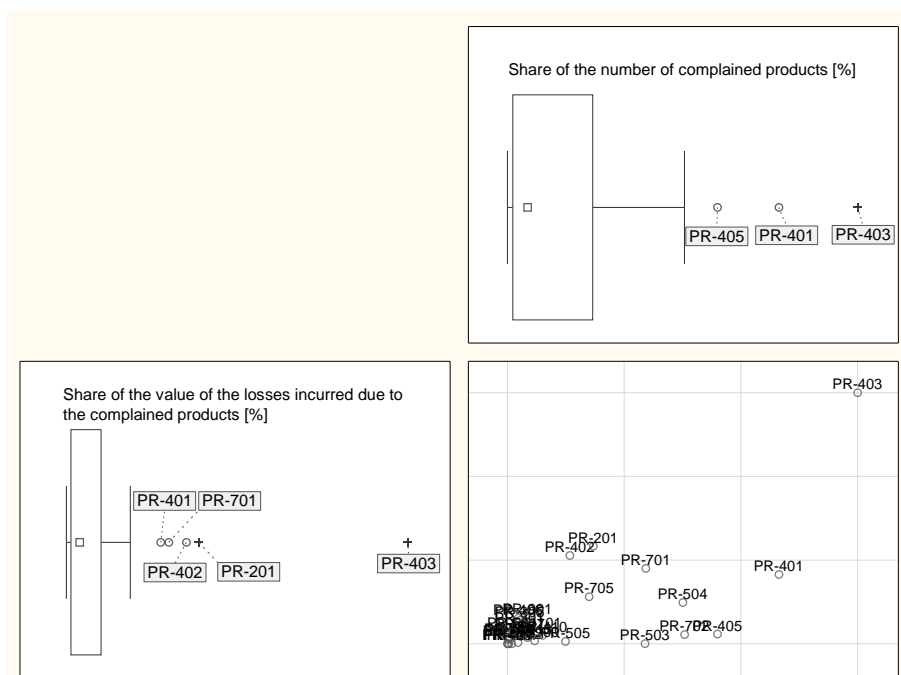 Share of the number of complained products [%]
PR-405
PR-401
PR-403
Share of the value of the losses incurred due to
the complained products [%]
PR-401
PR-701
PR-402
PR-201
PR-403
PR-403
PR-201
PR-402
PR-701
PR-401
PR-705
PR-504
PR-702
PR-405
PR-503
PR-505